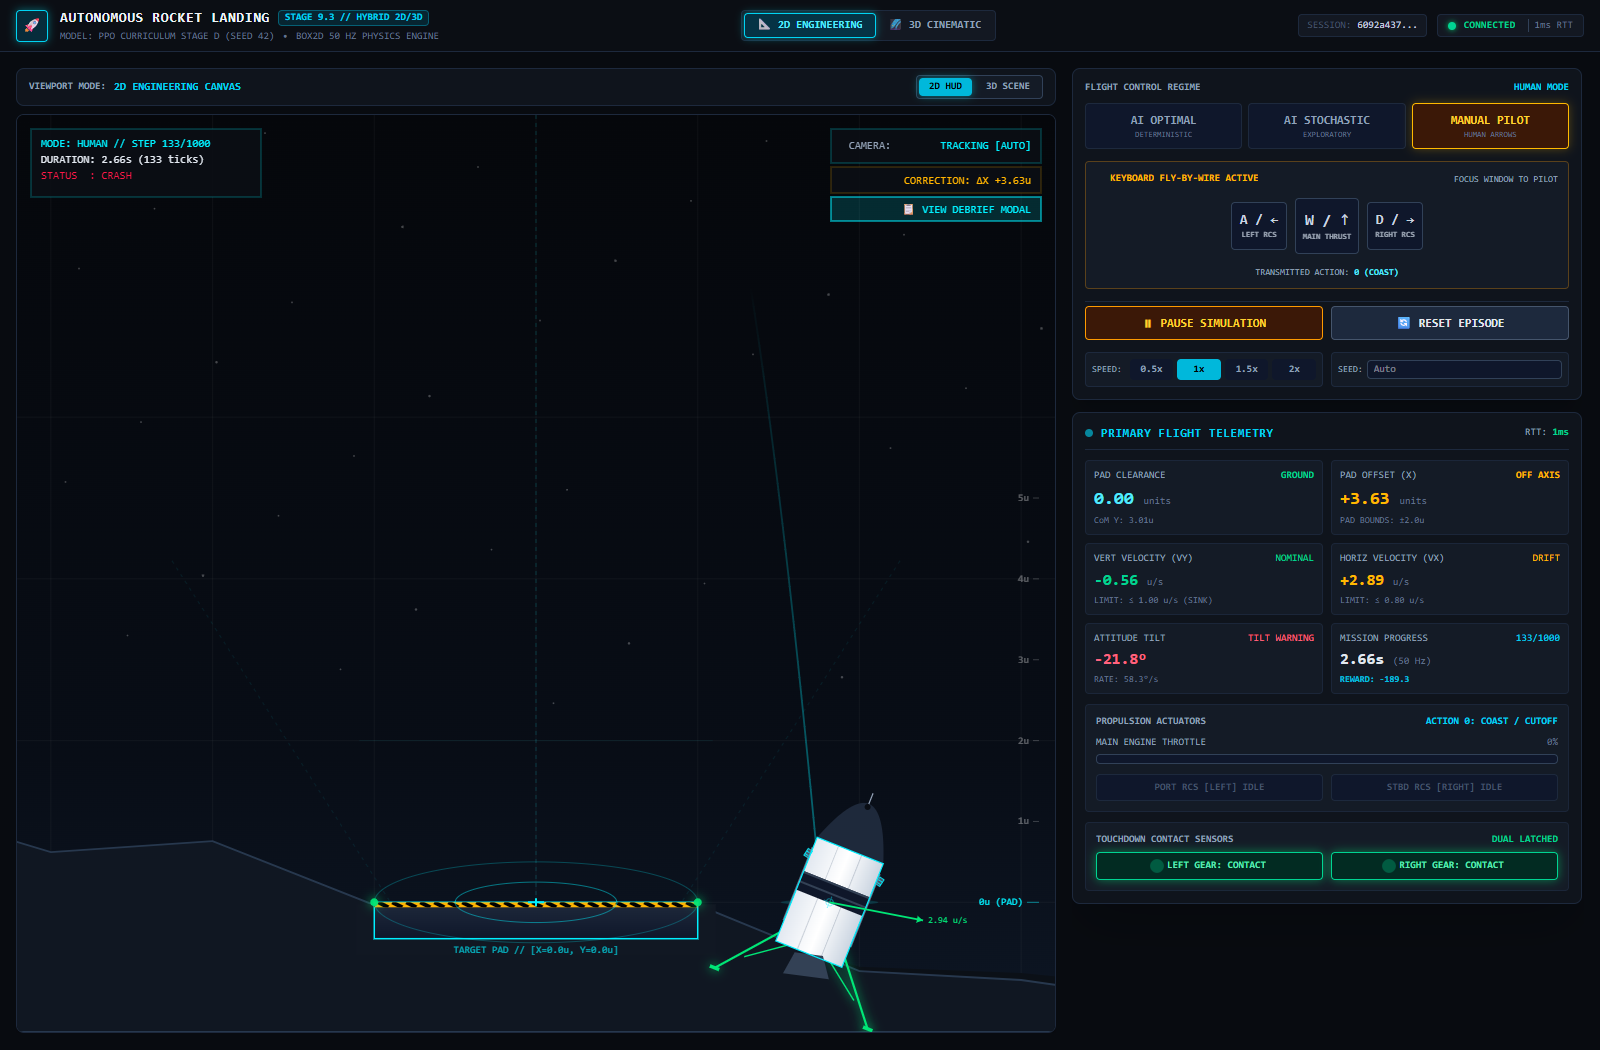 AUTONOMOUS ROCKET LANDING
STAGE 9.3 // HYBRID 2D/3D
MODEL: PPO CURRICULUM STAGE D (SEED 42) • BOX2D 50 HZ PHYSICS ENGINE
2D ENGINEERING
3D CINEMATIC
SESSION: 6092a437...
CONNECTED
1ms RTT
VIEWPORT MODE: 2D ENGINEERING CANVAS
2D HUD
3D SCENE
MODE: HUMAN // STEP 133/1000
DURATION: 2.66s (133 ticks)
STATUS : CRASH
CAMERA: TRACKING [AUTO]
CORRECTION: ΔX +3.63u
VIEW DEBRIEF MODAL
5u
4u
3u
2u
1u
0u (PAD)
2.94 u/s
TARGET PAD // [X=0.0u, Y=0.0u]
FLIGHT CONTROL REGIME
HUMAN MODE
AI OPTIMAL
DETERMINISTIC
AI STOCHASTIC
EXPLORATORY
MANUAL PILOT
HUMAN ARROWS
KEYBOARD FLY-BY-WIRE ACTIVE
FOCUS WINDOW TO PILOT
A / ←
LEFT RCS
W / ↑
MAIN THRUST
D / →
RIGHT RCS
TRANSMITTED ACTION: 0 (COAST)
PAUSE SIMULATION
RESET EPISODE
SPEED: 0.5x 1x 1.5x 2x
SEED: Auto
PRIMARY FLIGHT TELEMETRY
RTT: 1ms
PAD CLEARANCE
GROUND
0.00 units
CoM Y: 3.01u
PAD OFFSET (X)
OFF AXIS
+3.63 units
PAD BOUNDS: ±2.0u
VERT VELOCITY (VY)
NOMINAL
-0.56 u/s
LIMIT: ≤ 1.00 u/s (SINK)
HORIZ VELOCITY (VX)
DRIFT
+2.89 u/s
LIMIT: ≤ 0.80 u/s
ATTITUDE TILT
TILT WARNING
-21.8°
RATE: 58.3°/s
MISSION PROGRESS
133/1000
2.66s (50 Hz)
REWARD: -189.3
PROPULSION ACTUATORS
ACTION 0: COAST / CUTOFF
MAIN ENGINE THROTTLE
0%
PORT RCS [LEFT] IDLE
STBD RCS [RIGHT] IDLE
TOUCHDOWN CONTACT SENSORS
DUAL LATCHED
LEFT GEAR: CONTACT
RIGHT GEAR: CONTACT